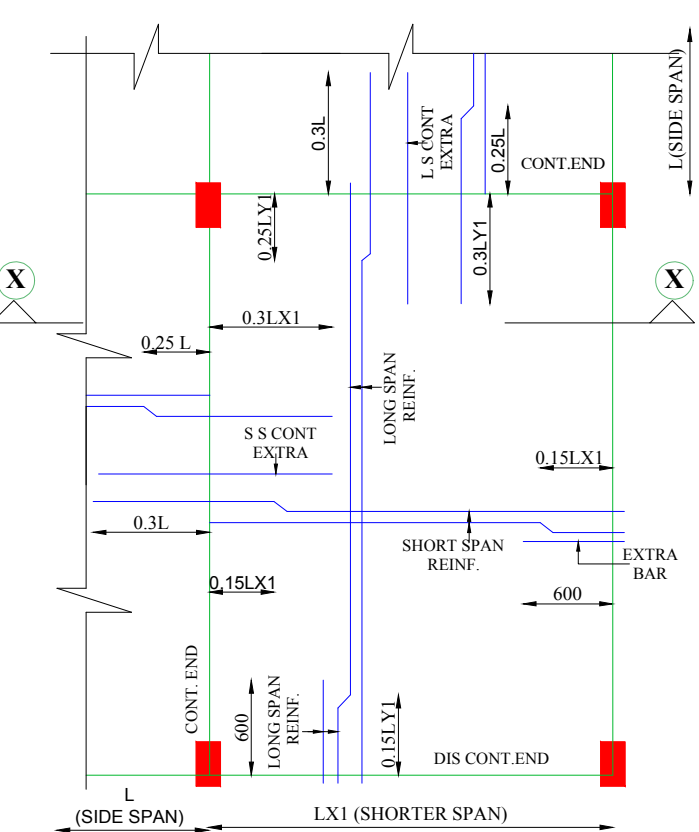 L(SIDE SPAN)
0.3L
L S CONT
EXTRA
0.25L
CONT.END
0.25LY1
0.3LY1
X
X
0.3LX1
0.25 L
LONG SPAN
REINF.
S S CONT
EXTRA
0.15LX1
0.3L
SHORT SPAN
REINF.
EXTRA
BAR
0.15LX1
600
CONT. END
600
LONG SPAN
REINF.
0.15LY1
DIS CONT.END
L
(SIDE SPAN)
LX1 (SHORTER SPAN)